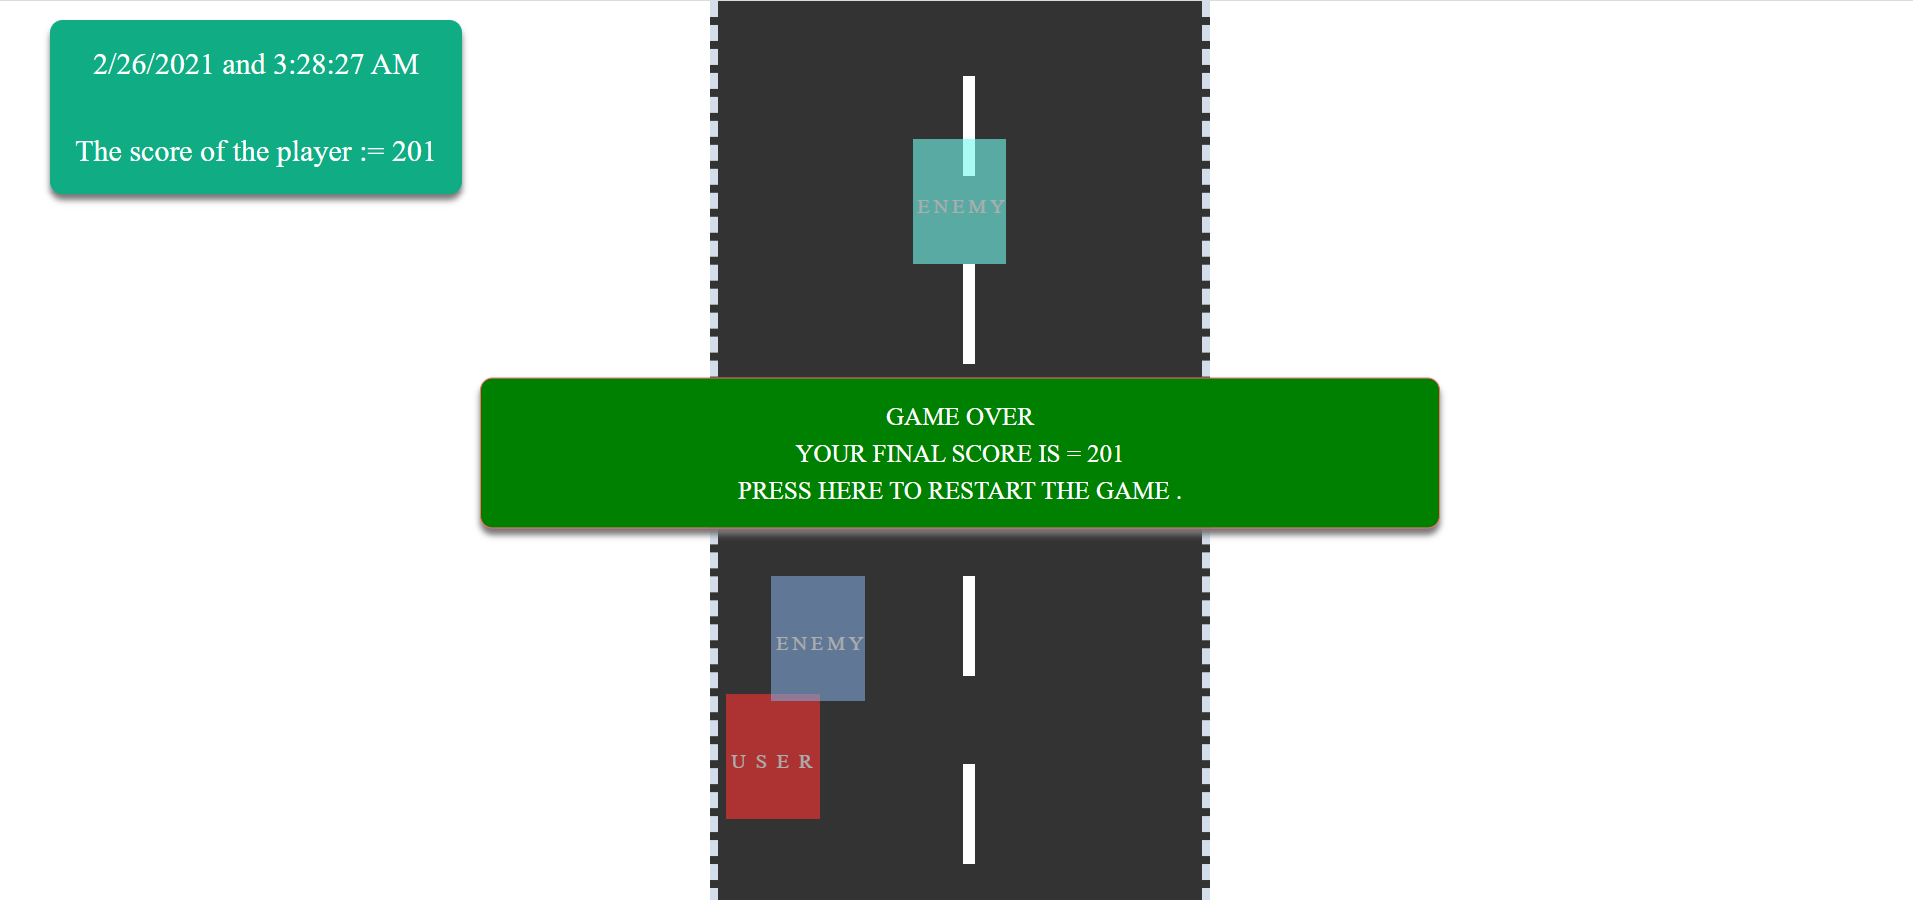 2/26/2021 and 3:28:27 AM
The score of the player := 201
ENEMY
GAME OVER
YOUR FINAL SCORE IS = 201
PRESS HERE TO RESTART THE GAME .
ENEMY
USER